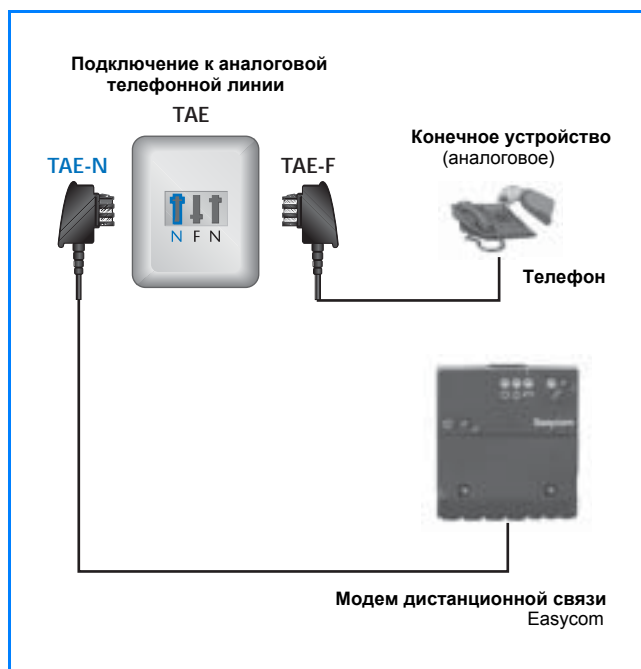 Подключение к аналоговой
телефонной линии
TAE
TAE-N
TAE-F
N F N
Конечное устройство
(аналоговое)
Телефон
Easycom
Модем дистанционной связи
Easycom